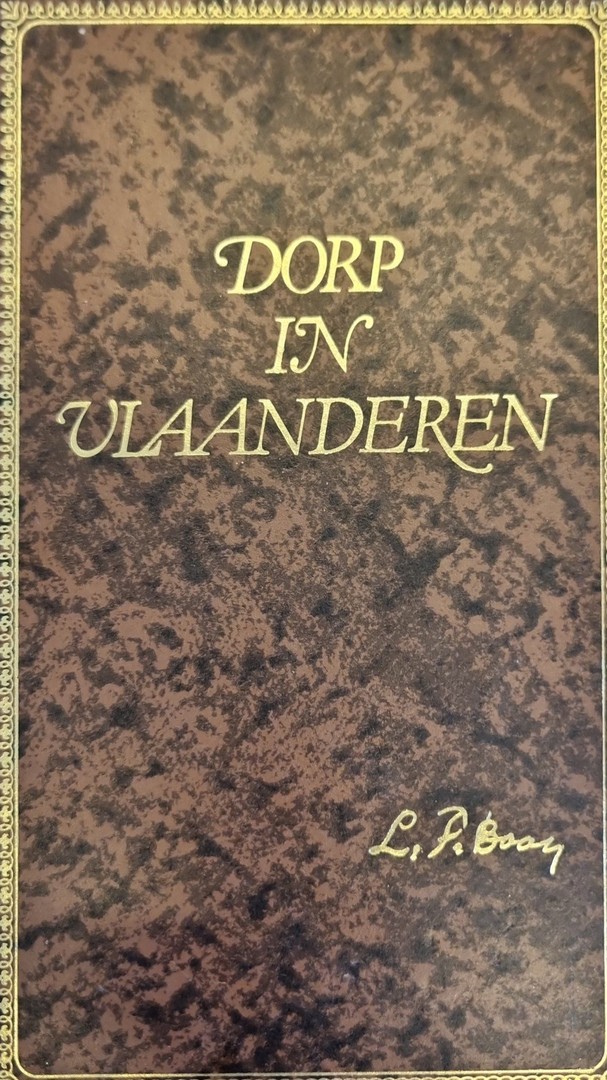 DORP
IN
VLAANDEREN
L. P. Boon